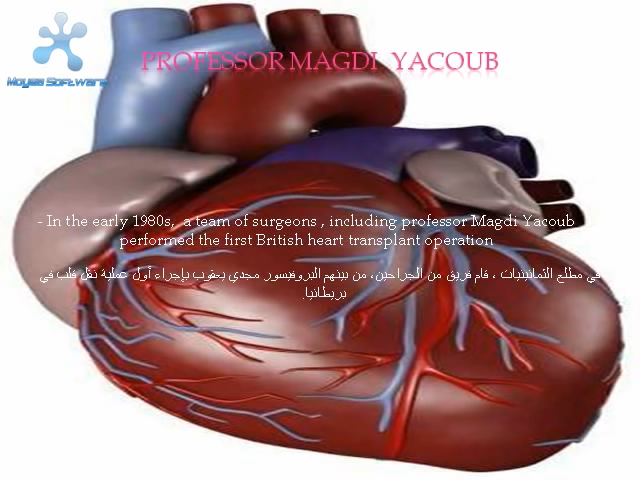 Moyea Software
PROFESSOR MAGDI YACOUB
- In the early 1980s, a team of surgeons , including professor Magdi Yacoub
performed the first British heart transplant operation
في مطلع الثمانينيات ، قام فريق من الجراحين، من بينهم البروفيسور مجدي يعقوب بإجراء أول عملية نقل قلب في
بريطانيا.